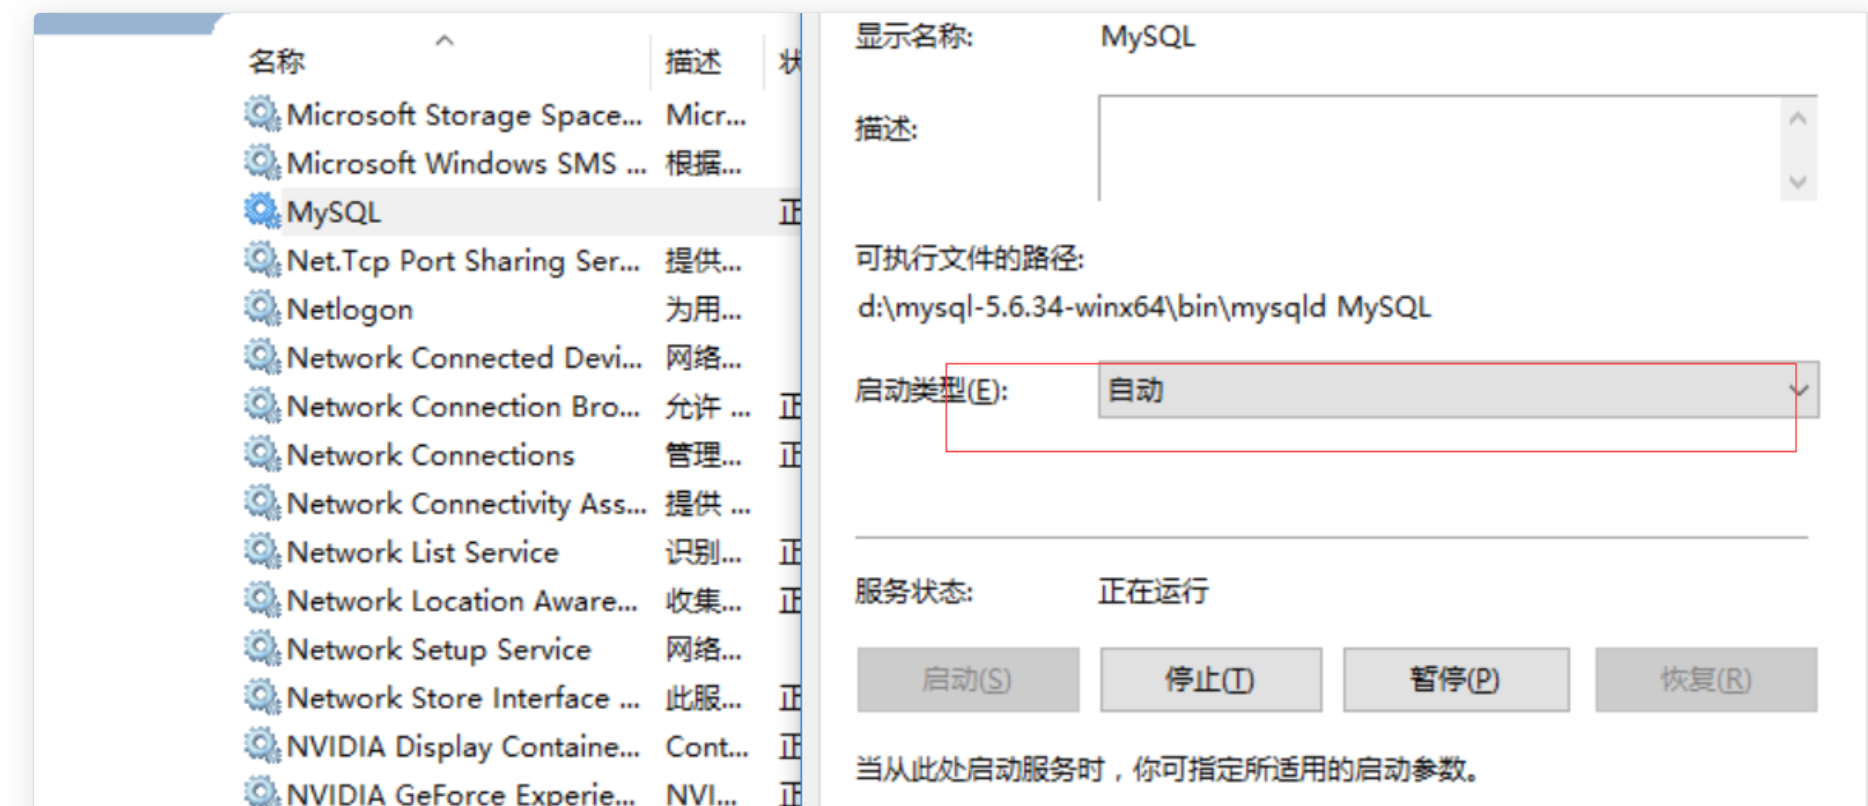 名称 描述 状
Microsoft Storage Space... Micr...
Microsoft Windows SMS ... 根据...
MySQL 正
Net.Tcp Port Sharing Ser... 提供...
Netlogon 为用...
Network Connected Devi... 网络...
Network Connection Bro... 允许 ... 正
Network Connections 管理... 正
Network Connectivity Ass... 提供 ...
Network List Service 识别... 正
Network Location Aware... 收集... 正
Network Setup Service 网络...
Network Store Interface ... 此服... 正
NVIDIA Display Containe... Cont... 正
NVIDIA GeForce Experie... NVI... 正
显示名称: MySQL
描述:
可执行文件的路径:
d:\mysql-5.6.34-winx64\bin\mysqld MySQL
启动类型(E): 自动
服务状态: 正在运行
启动(S) 停止(T) 暂停(P) 恢复(R)
当从此处启动服务时，你可指定所适用的启动参数。